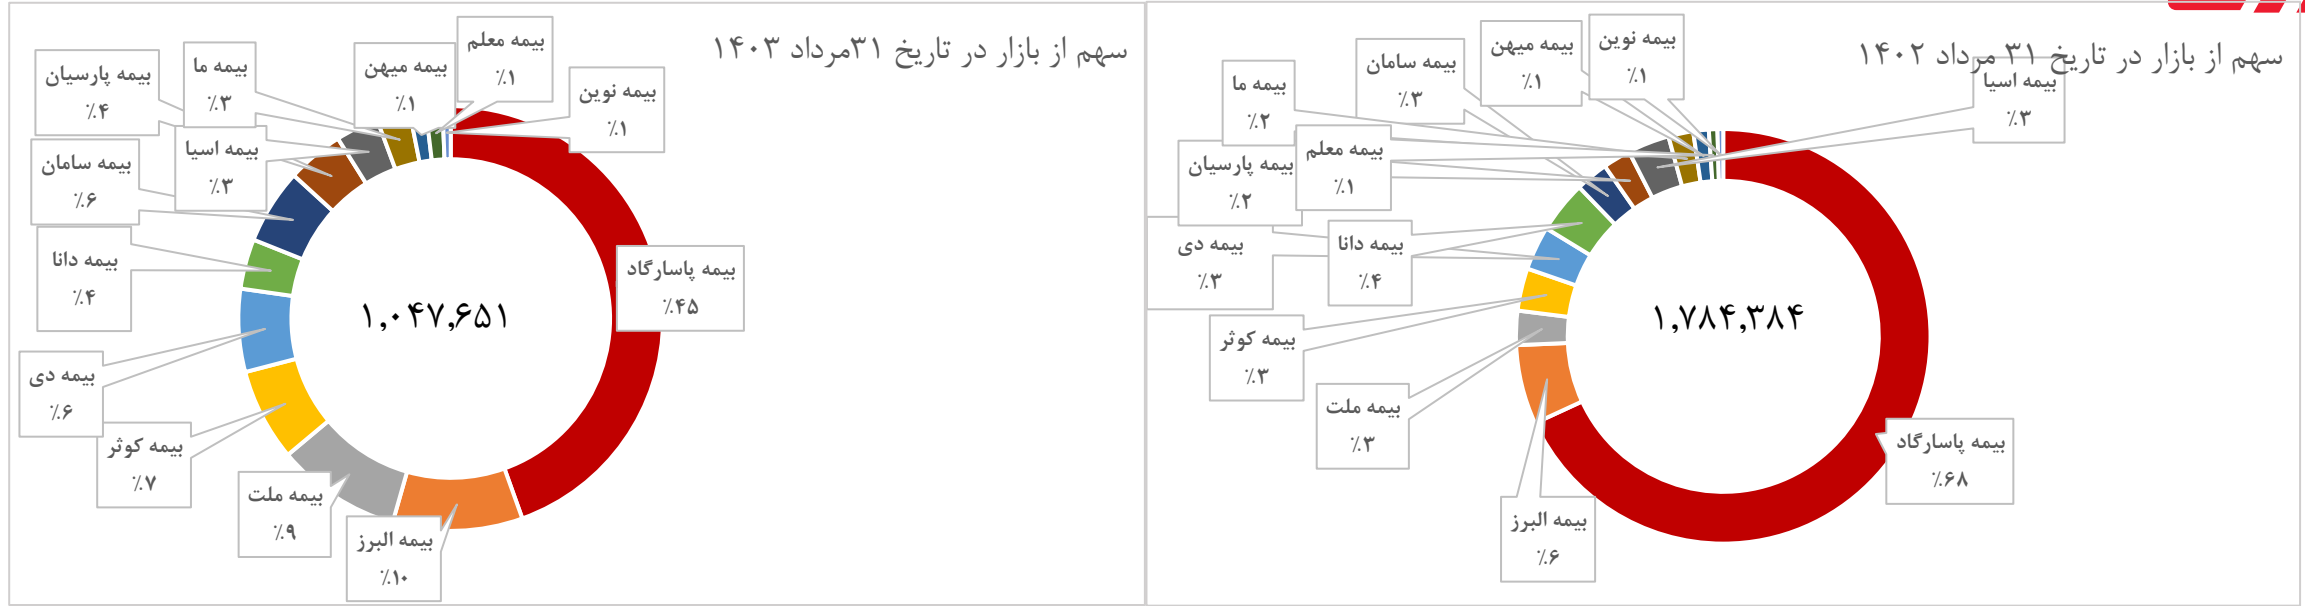 سهم از بازار در تاریخ ۳۱ مرداد ۱۴۰۲
بیمه پاسارگاد
٪۶۸
بیمه البرز
٪۶
بیمه ملت
٪۳
بیمه کوثر
٪۳
بیمه دی
٪۳
بیمه دانا
٪۴
بیمه سامان
٪۳
بیمه پارسیان
٪۲
بیمه اسیا
٪۳
بیمه ما
٪۲
بیمه میهن
٪۱
بیمه معلم
٪۱
بیمه نوین
٪۱
۱,۷۸۴,۳۸۴
سهم از بازار در تاریخ ۳۱مرداد ۱۴۰۳
بیمه پاسارگاد
٪۴۵
بیمه البرز
٪۱۰
بیمه ملت
٪۹
بیمه کوثر
٪۷
بیمه دی
٪۶
بیمه دانا
٪۴
بیمه سامان
٪۶
بیمه اسیا
٪۳
بیمه پارسیان
٪۴
بیمه ما
٪۳
بیمه میهن
٪۱
بیمه معلم
٪۱
بیمه نوین
٪۱
۱,۰۴۷,۶۵۱